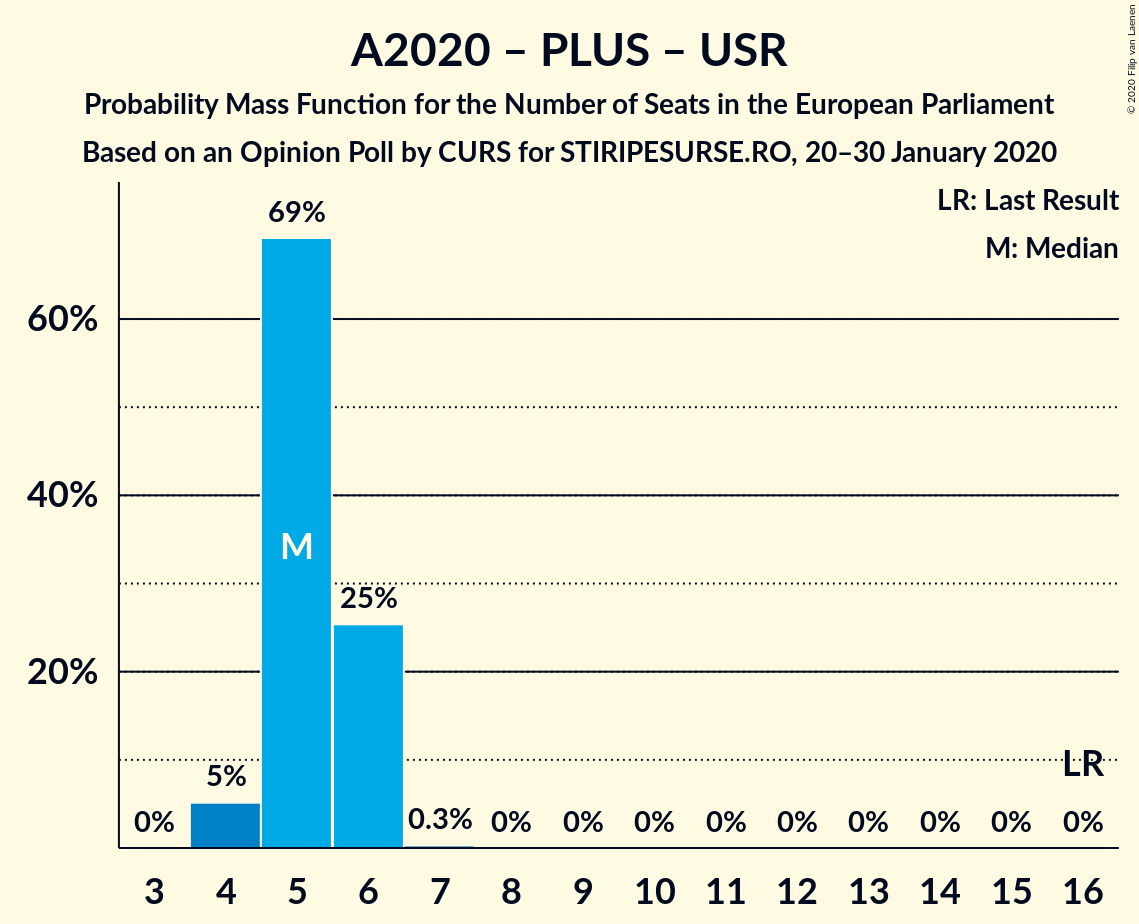 A2020 – PLUS – USR
Probability Mass Function for the Number of Seats in the European Parliament
Based on an Opinion Poll by CURS for STIRIPESURSE.RO, 20–30 January 2020
© 2020 Filip van Laenen
LR: Last Result
M: Median
69%
60%
40%
M
25%
20%
LR
5%
0% 0.3% 0% 0% 0% 0% 0% 0% 0% 0% 0%
3 4 5 6 7 8 9 10 11 12 13 14 15 16